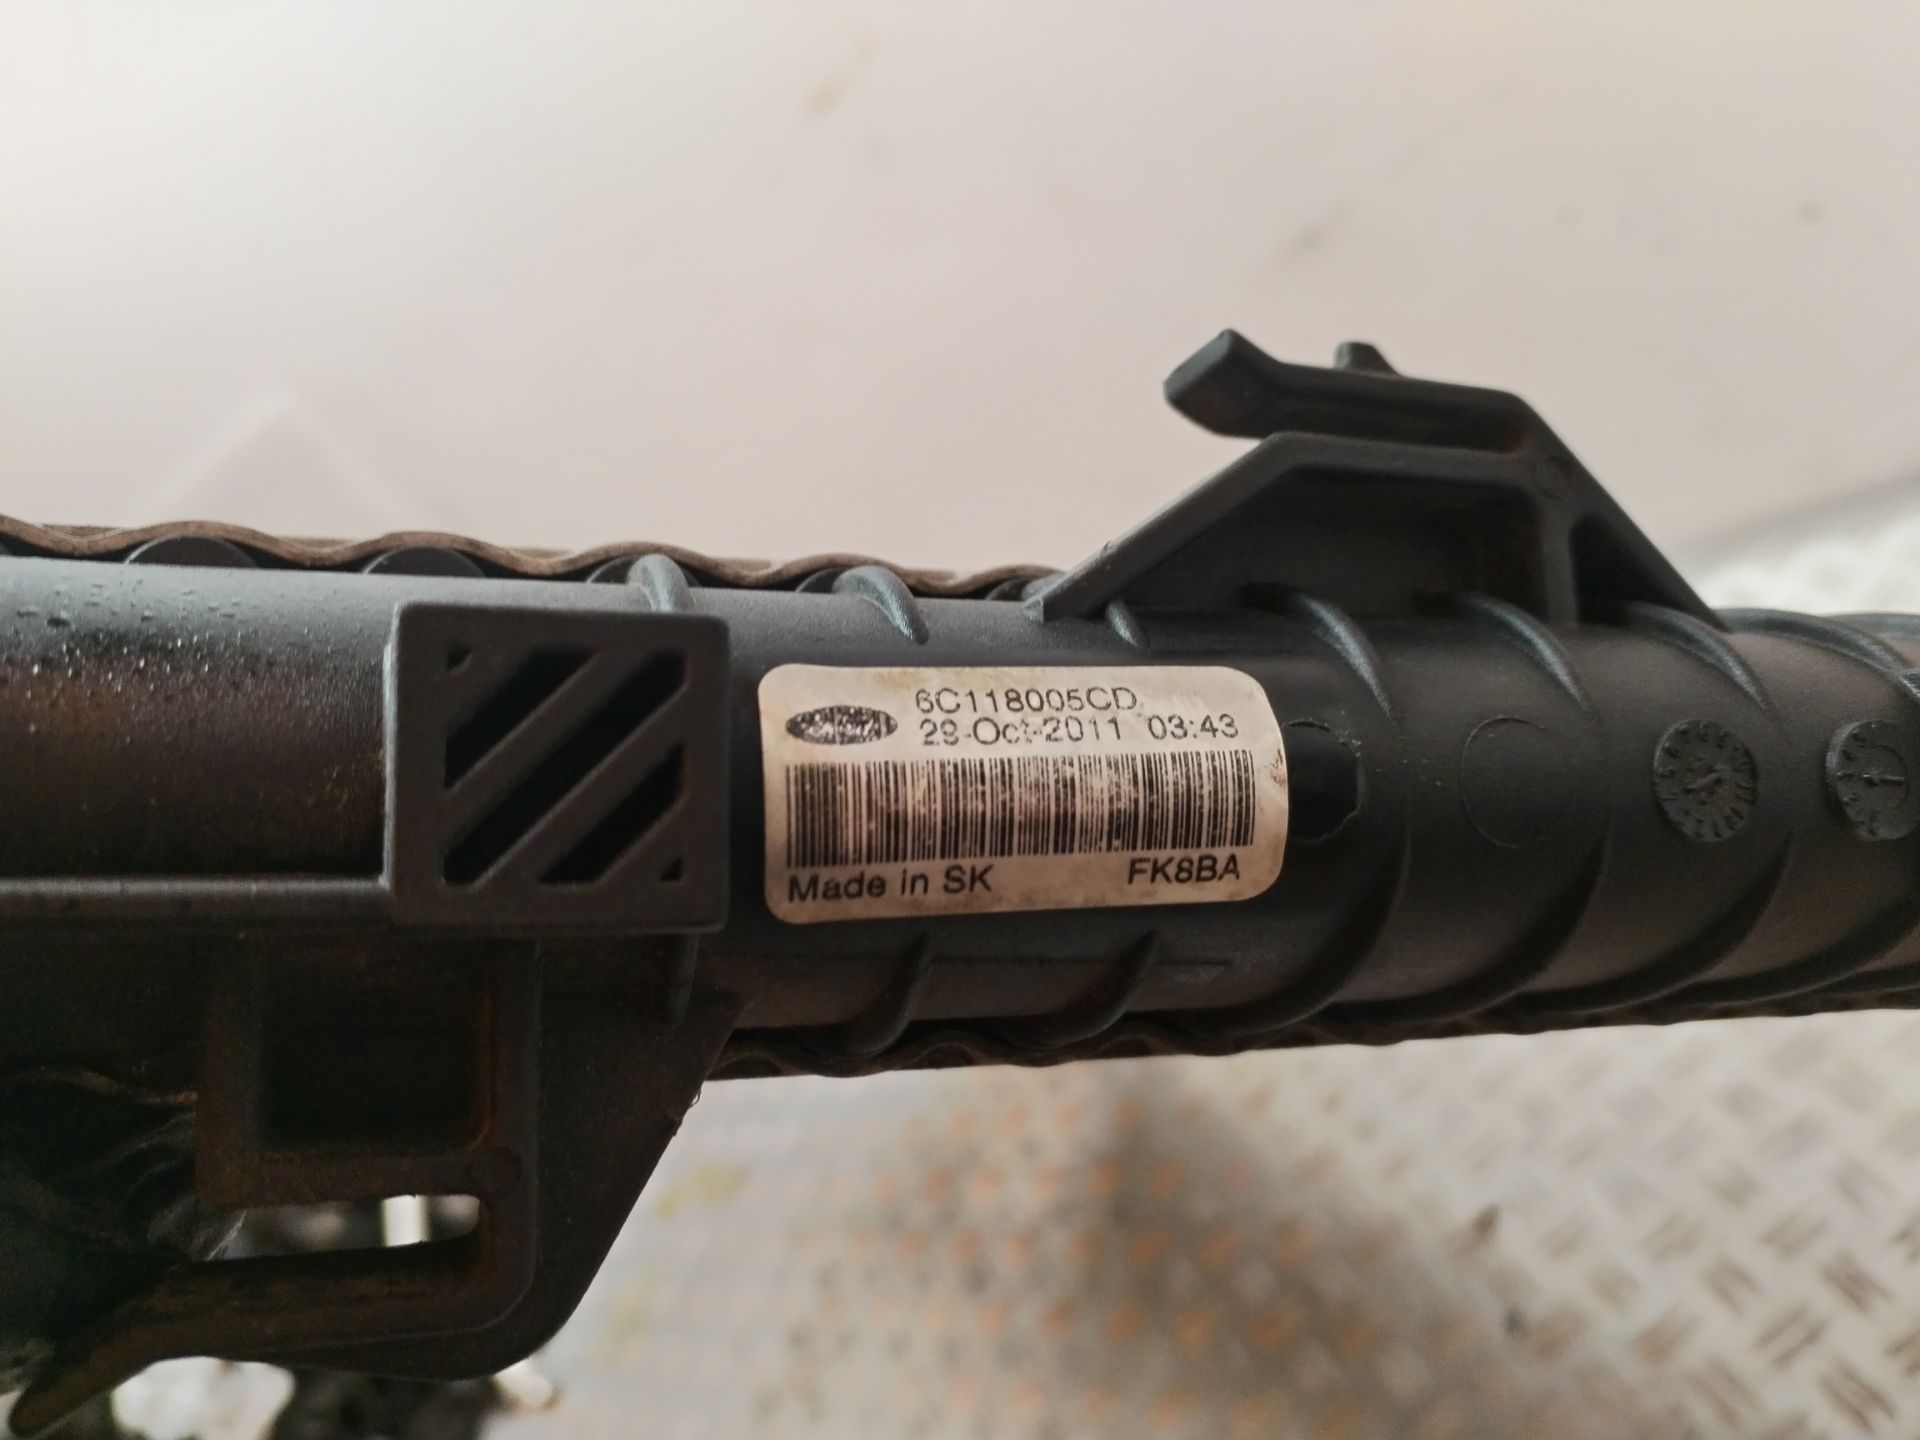 6C118005CD
29-Oct-2011 03:43
Made in SK FK8BA